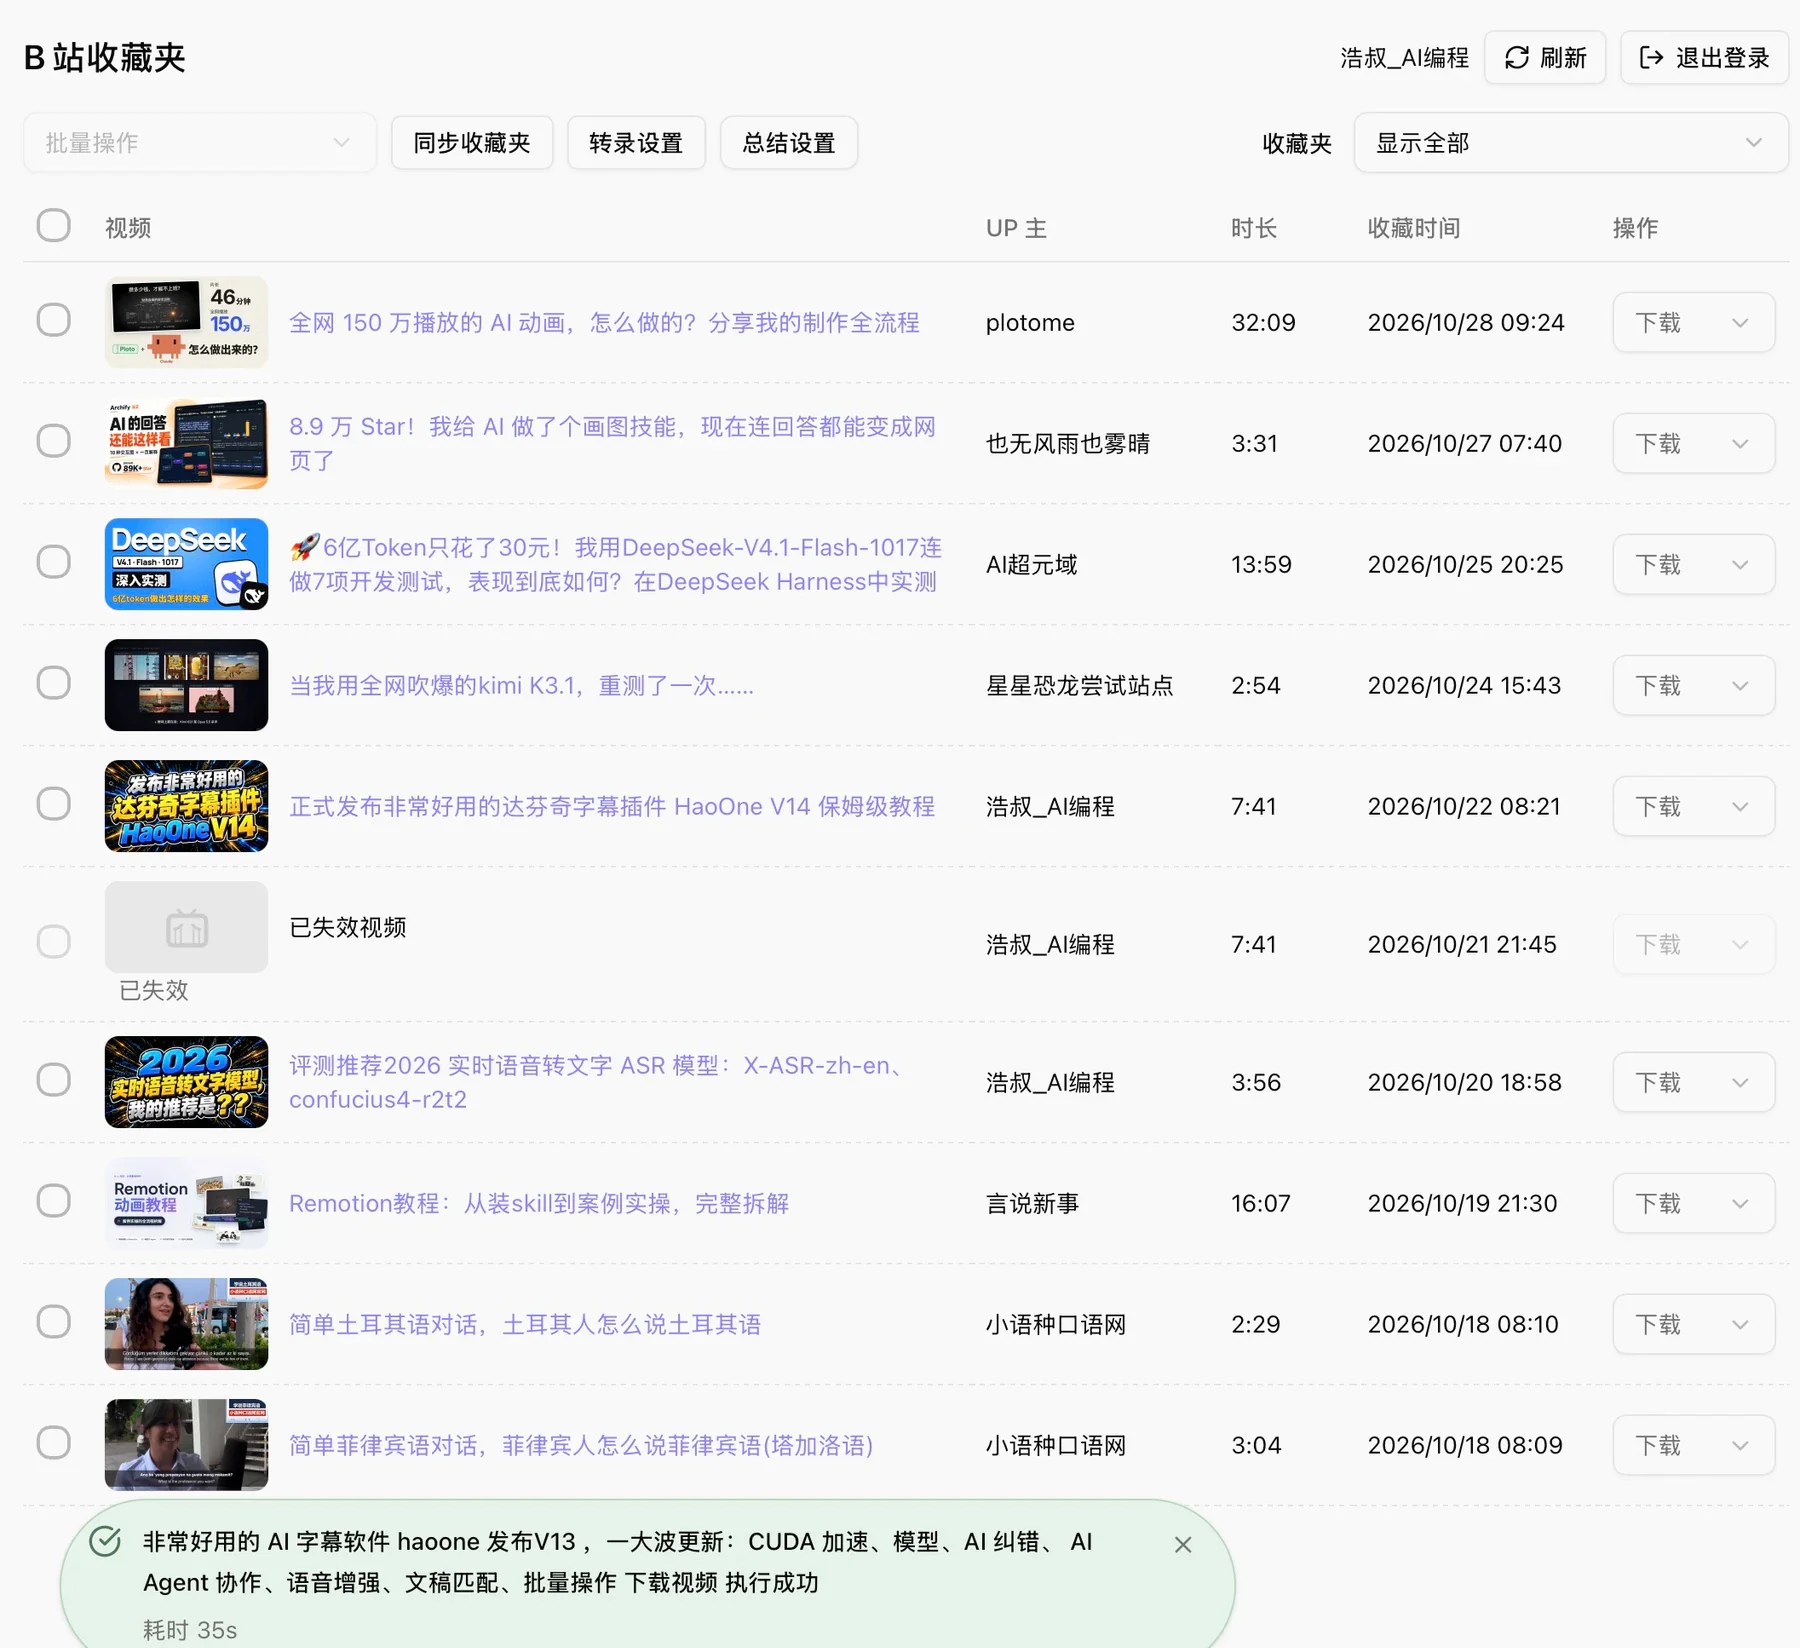 B 站收藏夹
浩叔_AI编程
刷新
退出登录
批量操作
同步收藏夹
转录设置
总结设置
收藏夹
显示全部
视频
UP 主
时长
收藏时间
操作
46分钟
150万
Ploto
怎么做出来的?
全网 150 万播放的 AI 动画，怎么做的？分享我的制作全流程
plotome
32:09
2026/10/28 09:24
下载
Archify
AI 的回答
还能这样看
89K+
8.9 万 Star！我给 AI 做了个画图技能，现在连回答都能变成网
页了
也无风雨也雾晴
3:31
2026/10/27 07:40
下载
DeepSeek
V4.1-Flash-1017
深入实测
6亿token做出怎样的效果
🚀6亿Token只花了30元！我用DeepSeek-V4.1-Flash-1017连
做7项开发测试，表现到底如何？在DeepSeek Harness中实测
AI超元域
13:59
2026/10/25 20:25
下载
当我用全网吹爆的kimi K3.1，重测了一次……
星星恐龙尝试站点
2:54
2026/10/24 15:43
下载
发布非常好用的
达芬奇字幕插件
HaoOne V14
正式发布非常好用的达芬奇字幕插件 HaoOne V14 保姆级教程
浩叔_AI编程
7:41
2026/10/22 08:21
下载
已失效
已失效视频
浩叔_AI编程
7:41
2026/10/21 21:45
下载
2026
实时语音转文字模型,
我的推荐是??
评测推荐2026 实时语音转文字 ASR 模型：X-ASR-zh-en、
confucius4-r2t2
浩叔_AI编程
3:56
2026/10/20 18:58
下载
Remotion
动画教程
Remotion教程：从装skill到案例实操，完整拆解
言说新事
16:07
2026/10/19 21:30
下载
简单土耳其语对话，土耳其人怎么说土耳其语
小语种口语网
2:29
2026/10/18 08:10
下载
简单菲律宾语对话，菲律宾人怎么说菲律宾语(塔加洛语)
小语种口语网
3:04
2026/10/18 08:09
下载
非常好用的 AI 字幕软件 haoone 发布V13 ，一大波更新：CUDA 加速、模型、AI 纠错、 AI
Agent 协作、语音增强、文稿匹配、批量操作 下载视频 执行成功
耗时 35s